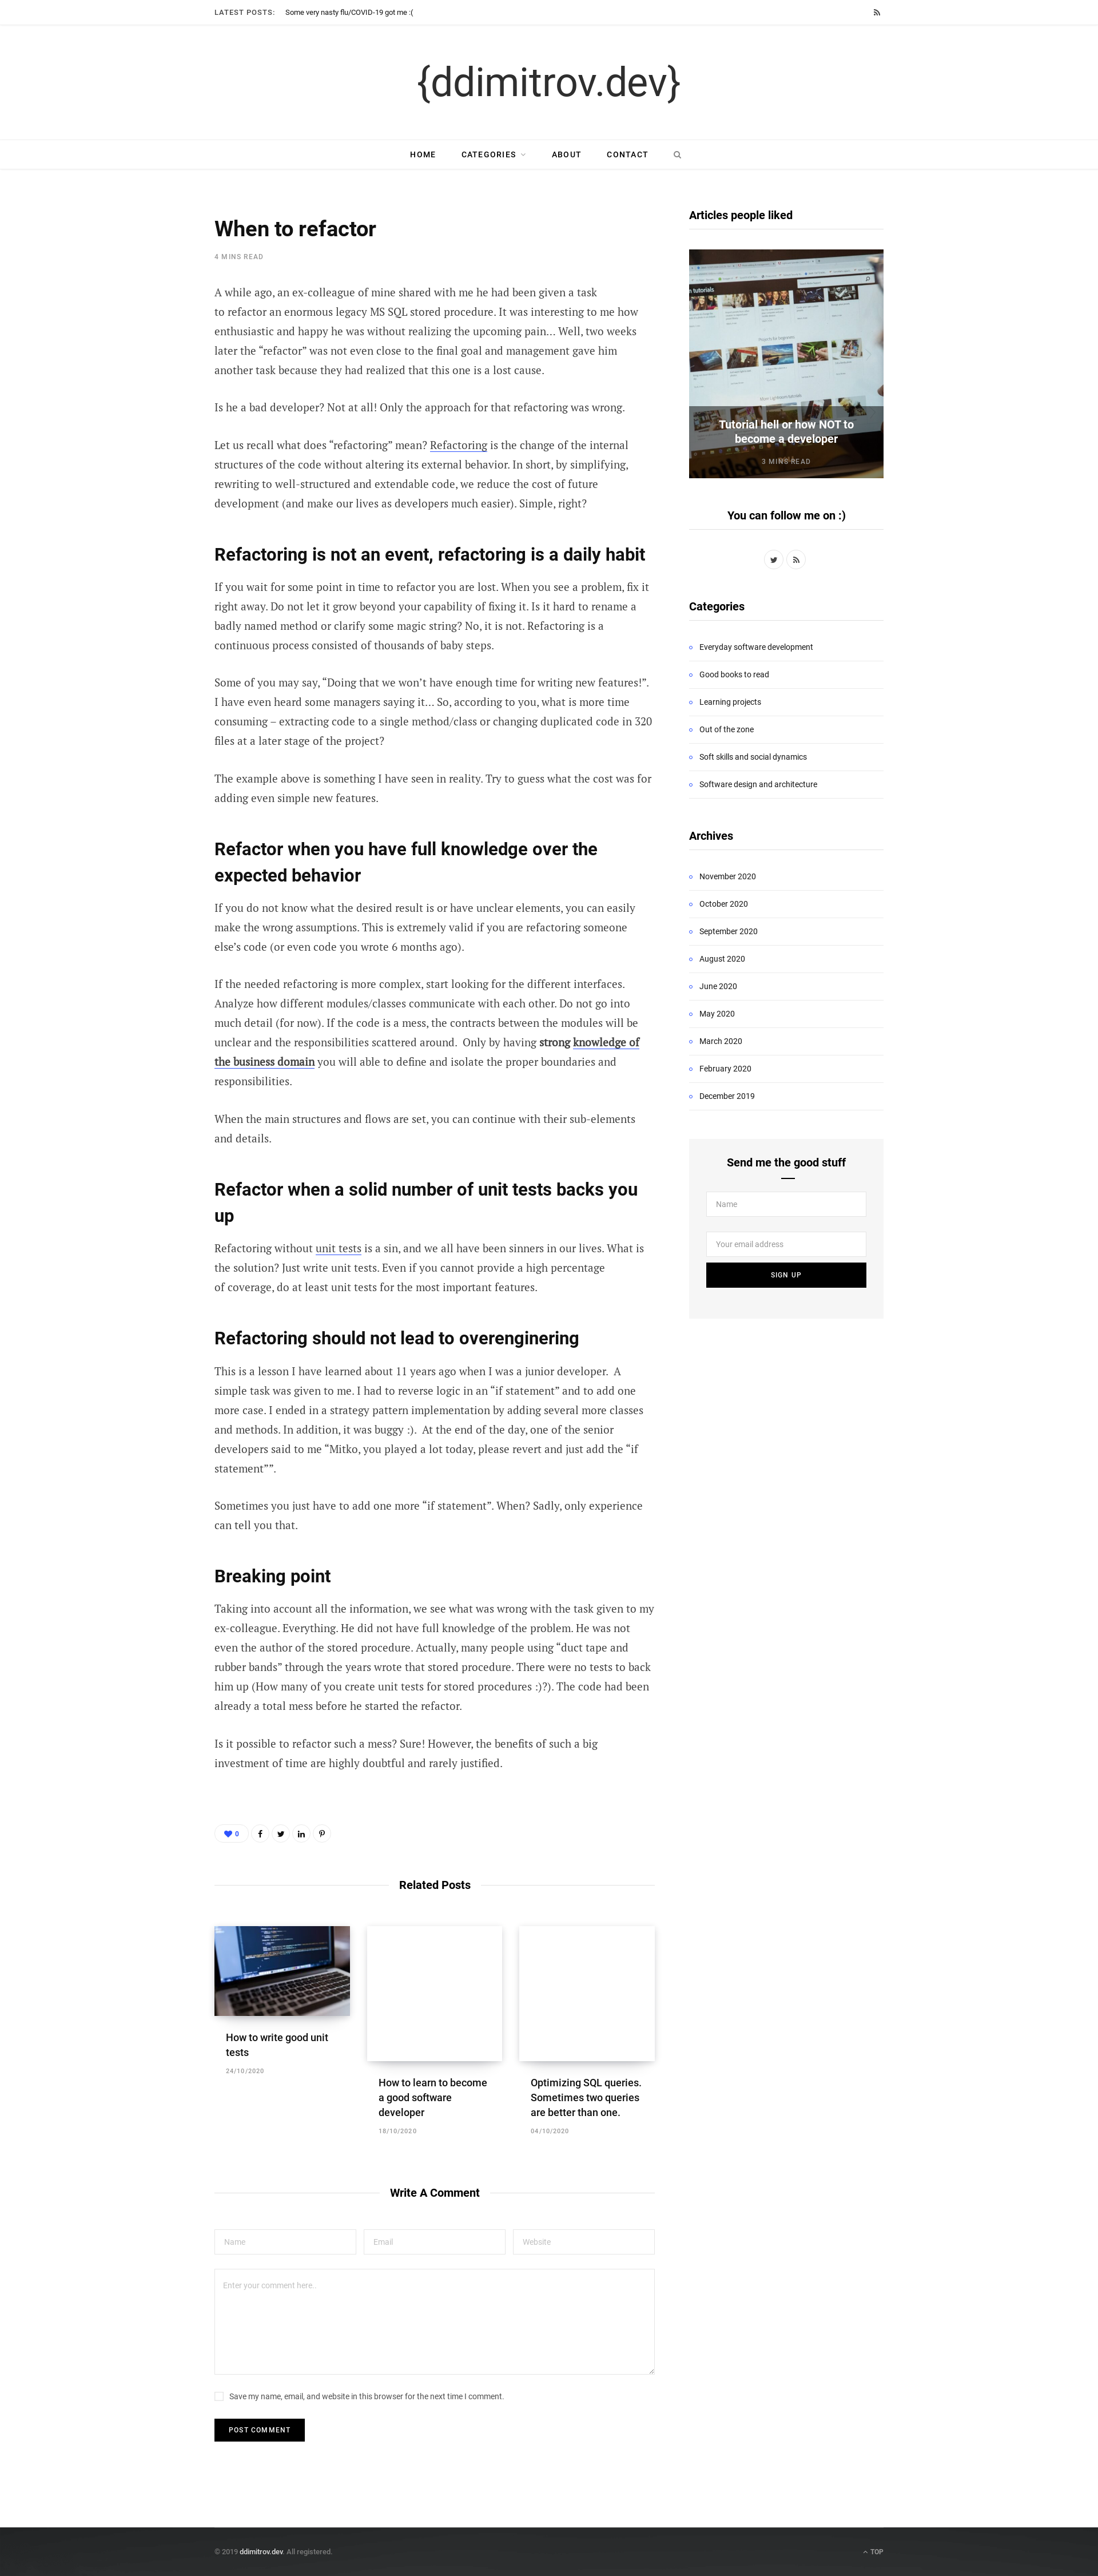 LATEST POSTS: Some very nasty flu/COVID-19 got me :(
{ddimitrov.dev}
HOME CATEGORIES ABOUT CONTACT
When to refactor
4 MINS READ
A while ago, an ex-colleague of mine shared with me he had been given a task
to refactor an enormous legacy MS SQL stored procedure. It was interesting to me how
enthusiastic and happy he was without realizing the upcoming pain… Well, two weeks
later the “refactor” was not even close to the final goal and management gave him
another task because they had realized that this one is a lost cause.
Is he a bad developer? Not at all! Only the approach for that refactoring was wrong.
Let us recall what does “refactoring” mean? Refactoring is the change of the internal
structures of the code without altering its external behavior. In short, by simplifying,
rewriting to well-structured and extendable code, we reduce the cost of future
development (and make our lives as developers much easier). Simple, right?
Refactoring is not an event, refactoring is a daily habit
If you wait for some point in time to refactor you are lost. When you see a problem, fix it
right away. Do not let it grow beyond your capability of fixing it. Is it hard to rename a
badly named method or clarify some magic string? No, it is not. Refactoring is a
continuous process consisted of thousands of baby steps.
Some of you may say, “Doing that we won’t have enough time for writing new features!”.
I have even heard some managers saying it… So, according to you, what is more time
consuming – extracting code to a single method/class or changing duplicated code in 320
files at a later stage of the project?
The example above is something I have seen in reality. Try to guess what the cost was for
adding even simple new features.
Refactor when you have full knowledge over the
expected behavior
If you do not know what the desired result is or have unclear elements, you can easily
make the wrong assumptions. This is extremely valid if you are refactoring someone
else’s code (or even code you wrote 6 months ago).
If the needed refactoring is more complex, start looking for the different interfaces.
Analyze how different modules/classes communicate with each other. Do not go into
much detail (for now). If the code is a mess, the contracts between the modules will be
unclear and the responsibilities scattered around.  Only by having strong knowledge of
the business domain you will able to define and isolate the proper boundaries and
responsibilities.
When the main structures and flows are set, you can continue with their sub-elements
and details.
Refactor when a solid number of unit tests backs you
up
Refactoring without unit tests is a sin, and we all have been sinners in our lives. What is
the solution? Just write unit tests. Even if you cannot provide a high percentage
of coverage, do at least unit tests for the most important features.
Refactoring should not lead to overenginering
This is a lesson I have learned about 11 years ago when I was a junior developer.  A
simple task was given to me. I had to reverse logic in an “if statement” and to add one
more case. I ended in a strategy pattern implementation by adding several more classes
and methods. In addition, it was buggy :).  At the end of the day, one of the senior
developers said to me “Mitko, you played a lot today, please revert and just add the “if
statement””.
Sometimes you just have to add one more “if statement”. When? Sadly, only experience
can tell you that.
Breaking point
Taking into account all the information, we see what was wrong with the task given to my
ex-colleague. Everything. He did not have full knowledge of the problem. He was not
even the author of the stored procedure. Actually, many people using “duct tape and
rubber bands” through the years wrote that stored procedure. There were no tests to back
him up (How many of you create unit tests for stored procedures :)?). The code had been
already a total mess before he started the refactor.
Is it possible to refactor such a mess? Sure! However, the benefits of such a big
investment of time are highly doubtful and rarely justified.
0
Related Posts
How to write good unit
tests
24/10/2020
How to learn to become
a good software
developer
18/10/2020
Optimizing SQL queries.
Sometimes two queries
are better than one.
04/10/2020
Write A Comment
Name
Email
Website
Enter your comment here..
Save my name, email, and website in this browser for the next time I comment.
POST COMMENT
Articles people liked
Tutorial hell or how NOT to
become a developer
3 MINS READ
You can follow me on :)
Categories
Everyday software development
Good books to read
Learning projects
Out of the zone
Soft skills and social dynamics
Software design and architecture
Archives
November 2020
October 2020
September 2020
August 2020
June 2020
May 2020
March 2020
February 2020
December 2019
Send me the good stuff
Name
Your email address
SIGN UP
© 2019 ddimitrov.dev. All registered.
TOP